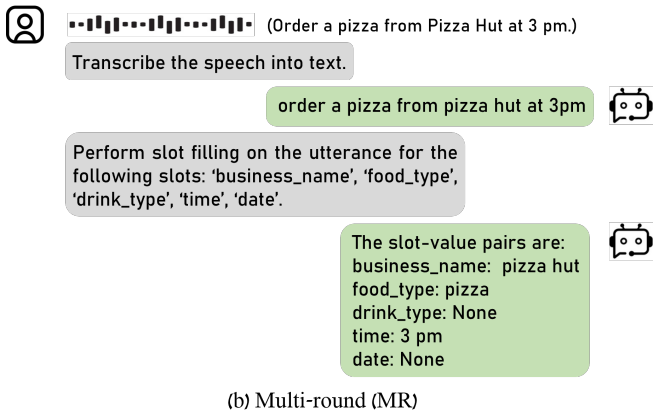 (Order a pizza from Pizza Hut at 3 pm.)
Transcribe the speech into text.
order a pizza from pizza hut at 3pm
Perform slot filling on the utterance for the
following slots: ‘business_name’, ‘food_type’,
‘drink_type’, ‘time’, ‘date’.
The slot-value pairs are:
business_name: pizza hut
food_type: pizza
drink_type: None
time: 3 pm
date: None
(b) Multi-round (MR)